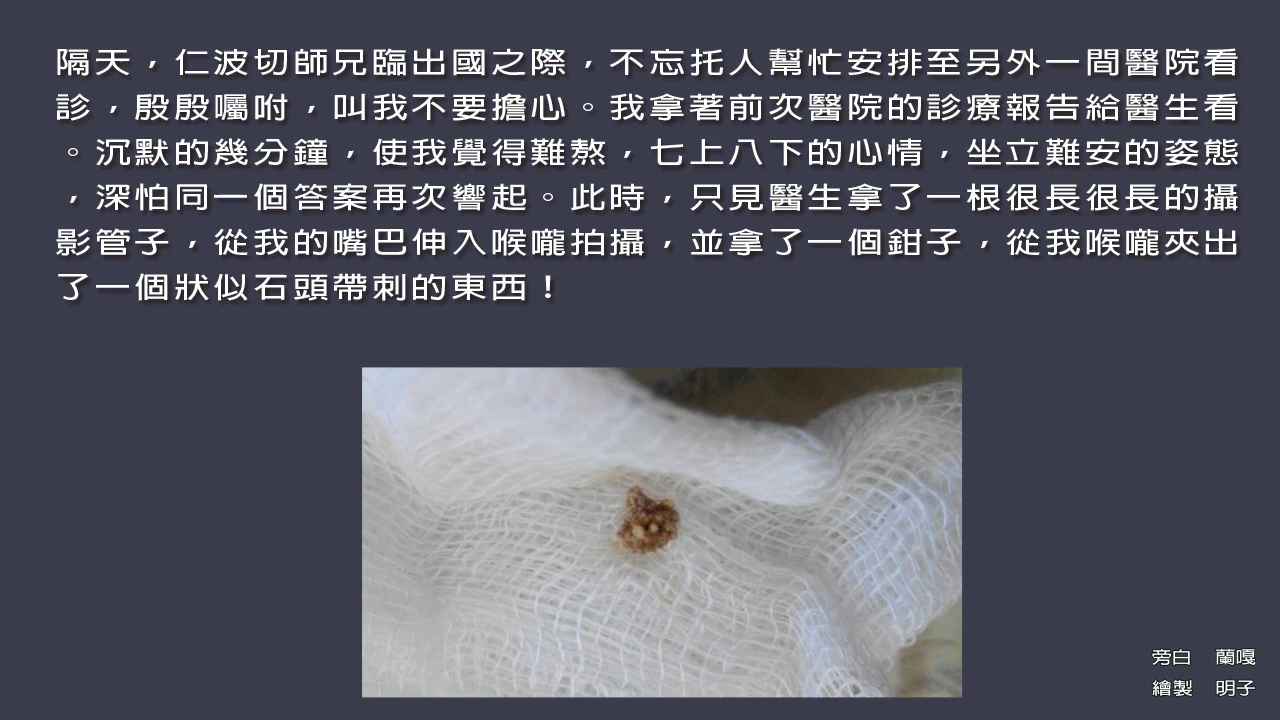 隔天，仁波切師兄臨出國之際，不忘托人幫忙安排至另外一間醫院看
診，殷殷囑咐，叫我不要擔心。我拿著前次醫院的診療報告給醫生看
。沉默的幾分鐘，使我覺得難熬，七上八下的心情，坐立難安的姿態
，深怕同一個答案再次響起。此時，只見醫生拿了一根很長很長的攝
影管子，從我的嘴巴伸入喉嚨拍攝，並拿了一個鉗子，從我喉嚨夾出
了一個狀似石頭帶刺的東西！
旁白　蘭嘎
繪製　明子